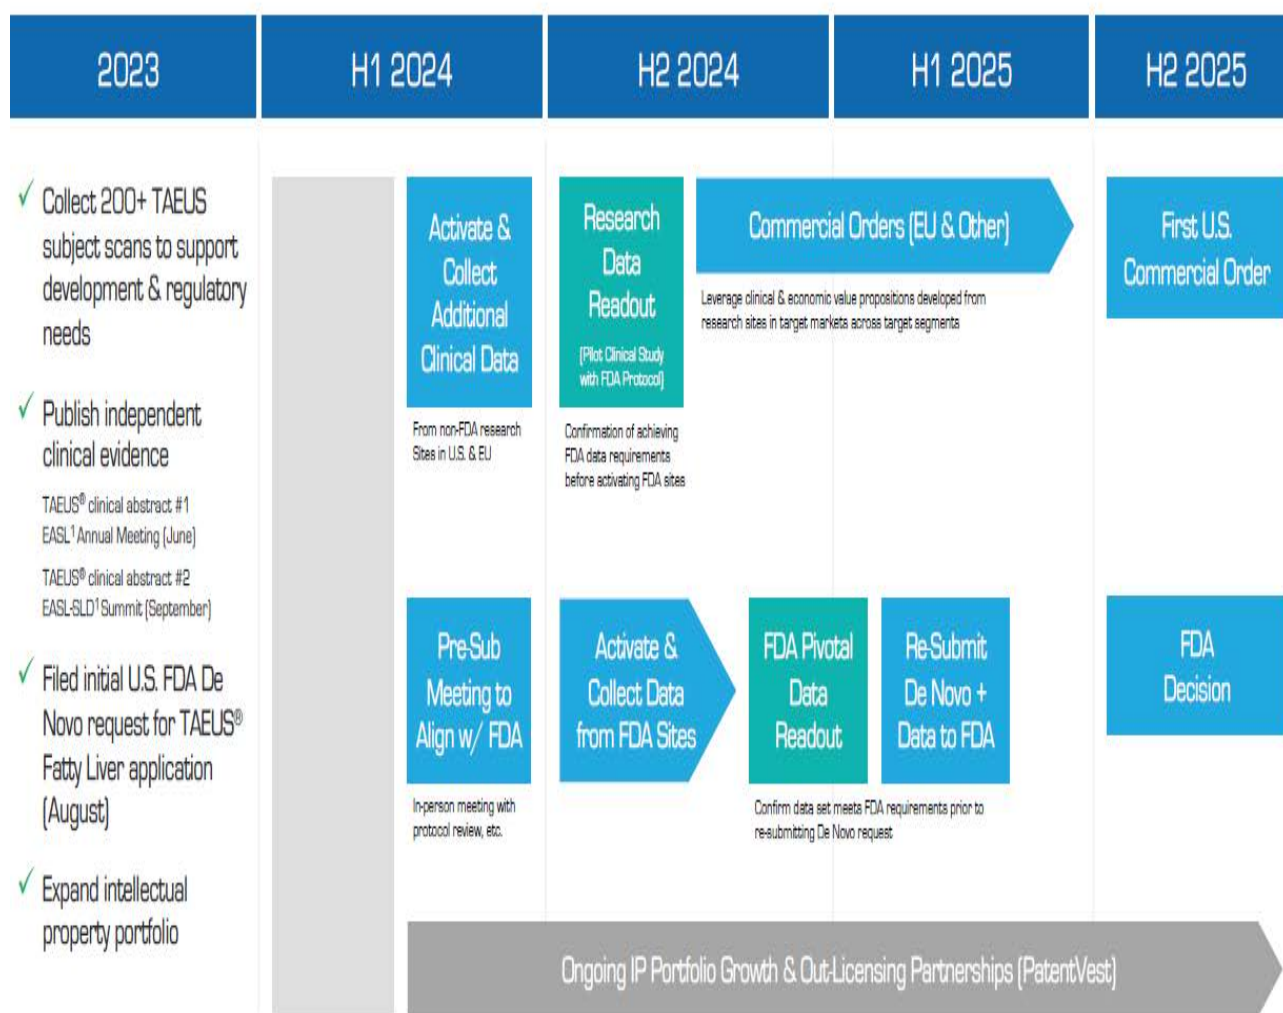 2023
H1 2024
H2 2024
H1 2025
H2 2025
✓ Collect 200+ TAEUS
subject scans to support
development & regulatory
needs
✓ Publish independent
clinical evidence
TAEUS® clinical abstract #1
EASL¹ Annual Meeting (June)
TAEUS® clinical abstract #2
EASL-SLD¹ Summit (September)
✓ Filed initial U.S. FDA De
Novo request for TAEUS®
Fatty Liver application
(August)
✓ Expand intellectual
property portfolio
Activate &
Collect
Additional
Clinical Data
From non-FDA research
Sites in U.S. & EU
Research
Data
Readout
(Pilot Clinical Study
with FDA Protocol)
Confirmation of achieving
FDA data requirements
before activating FDA sites
Commercial Orders (EU & Other)
Leverage clinical & economic value propositions developed from
research sites in target markets across target segments
First U.S.
Commercial Order
Pre-Sub
Meeting to
Align w/ FDA
In-person meeting with
protocol review, etc.
Activate &
Collect Data
from FDA Sites
FDA Pivotal
Data
Readout
Re-Submit
De Novo +
Data to FDA
Confirm data set meets FDA requirements prior to
re-submitting De Novo request
FDA
Decision
Ongoing IP Portfolio Growth & Out-Licensing Partnerships (PatentVest)